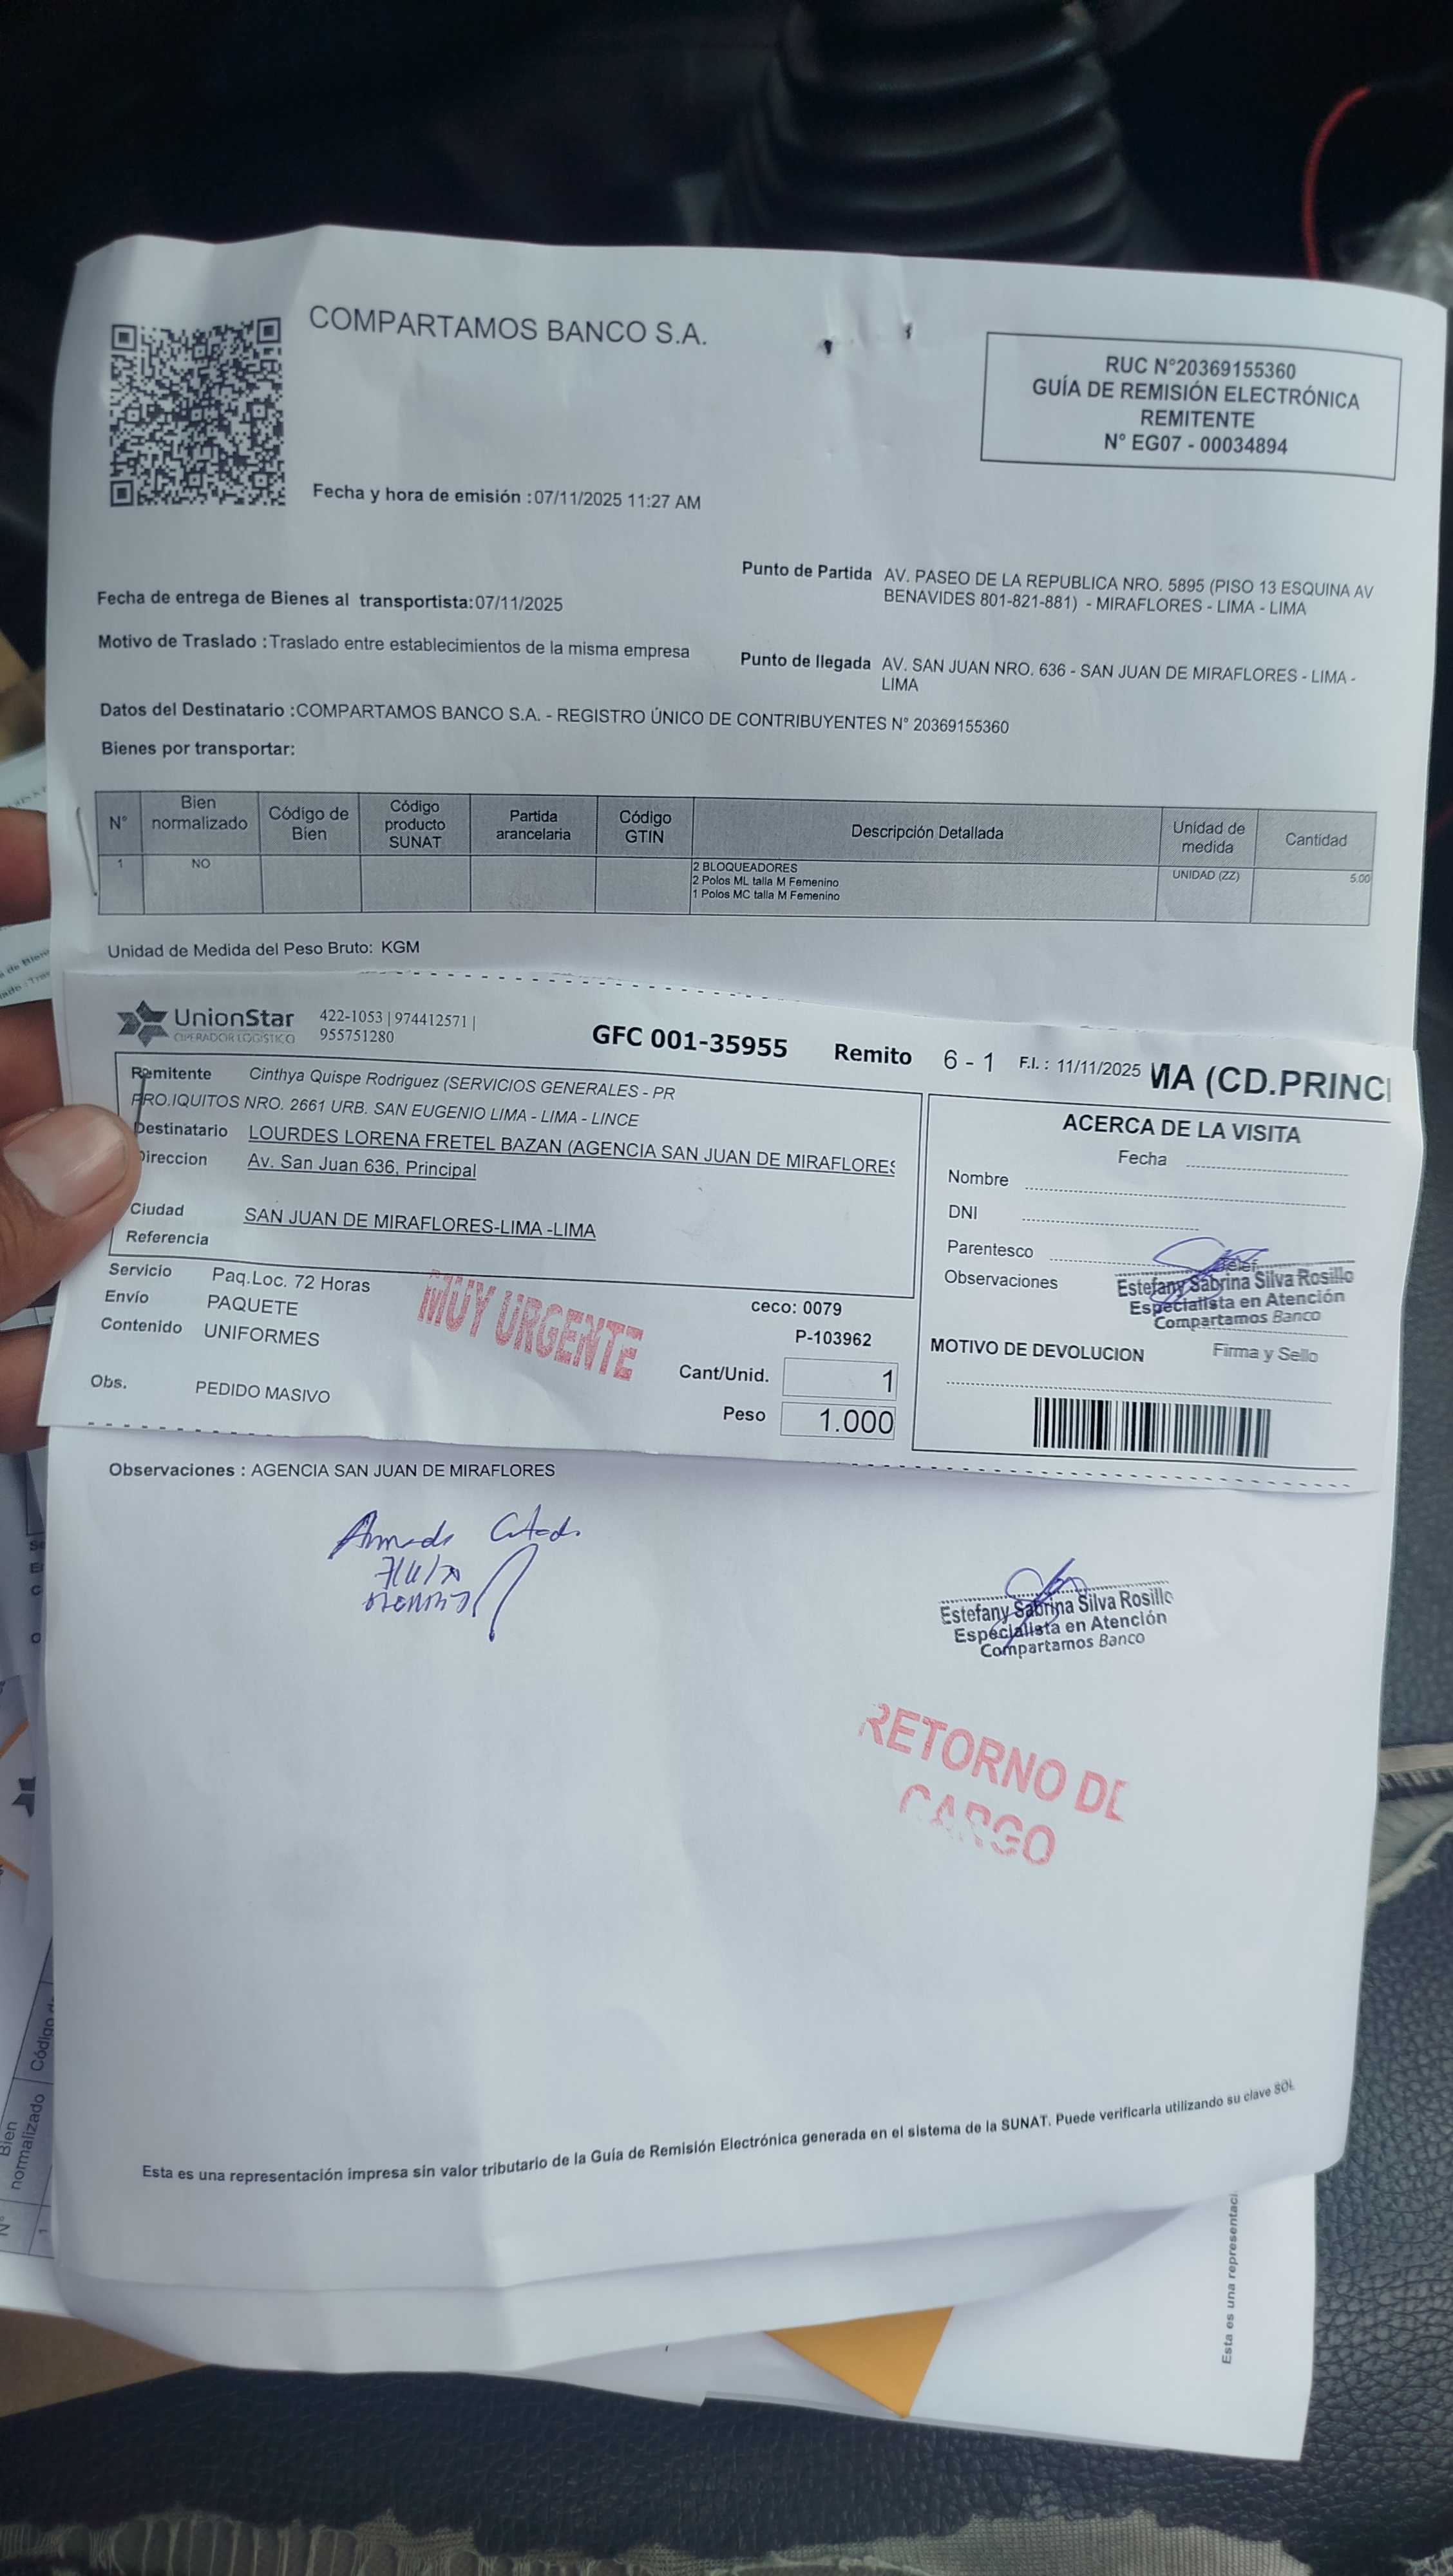 COMPARTAMOS BANCO S.A.
RUC N°20369155360
GUÍA DE REMISIÓN ELECTRÓNICA
REMITENTE
N° EG07 - 00034894
Fecha y hora de emisión : 07/11/2025 11:27 AM
Fecha de entrega de Bienes al transportista: 07/11/2025
Punto de Partida AV. PASEO DE LA REPUBLICA NRO. 5895 (PISO 13 ESQUINA AV
BENAVIDES 801-821-881) - MIRAFLORES - LIMA - LIMA
Motivo de Traslado : Traslado entre establecimientos de la misma empresa
Punto de llegada AV. SAN JUAN NRO. 636 - SAN JUAN DE MIRAFLORES - LIMA -
LIMA
Datos del Destinatario : COMPARTAMOS BANCO S.A. - REGISTRO ÚNICO DE CONTRIBUYENTES N° 20369155360
Bienes por transportar:
N° Bien normalizado Código de Bien Código producto SUNAT Partida arancelaria Código GTIN Descripción Detallada Unidad de medida Cantidad
1 NO 2 BLOQUEADORES UNIDAD (ZZ) 5.00
2 Polos ML talla M Femenino
1 Polos MC talla M Femenino
Unidad de Medida del Peso Bruto: KGM
UnionStar
OPERADOR LOGISTICO
422-1053 | 974412571 |
955751280
GFC 001-35955 Remito 6 - 1 F.I. : 11/11/2025 MA (CD.PRINCI
Remitente Cinthya Quispe Rodriguez (SERVICIOS GENERALES - PR
PRO.IQUITOS NRO. 2661 URB. SAN EUGENIO LIMA - LIMA - LINCE
Destinatario LOURDES LORENA FRETEL BAZAN (AGENCIA SAN JUAN DE MIRAFLORES
Direccion Av. San Juan 636, Principal
Ciudad SAN JUAN DE MIRAFLORES-LIMA -LIMA
Referencia
Servicio Paq.Loc. 72 Horas
Envío PAQUETE
Contenido UNIFORMES
Obs. PEDIDO MASIVO
MUY URGENTE
ceco: 0079
P-103962
Cant/Unid. 1
Peso 1.000
ACERCA DE LA VISITA
Fecha
Nombre
DNI
Parentesco
Observaciones
Estefany Sabrina Silva Rosillo
Especialista en Atención
Compartamos Banco
Firma y Sello
MOTIVO DE DEVOLUCION
Observaciones : AGENCIA SAN JUAN DE MIRAFLORES
Estefany Sabrina Silva Rosillo
Especialista en Atención
Compartamos Banco
RETORNO DE
CARGO
Esta es una representación impresa sin valor tributario de la Guía de Remisión Electrónica generada en el sistema de la SUNAT. Puede verificarla utilizando su clave SOL
Esta es una representaci
Bien
normalizado
Código de
N°
1